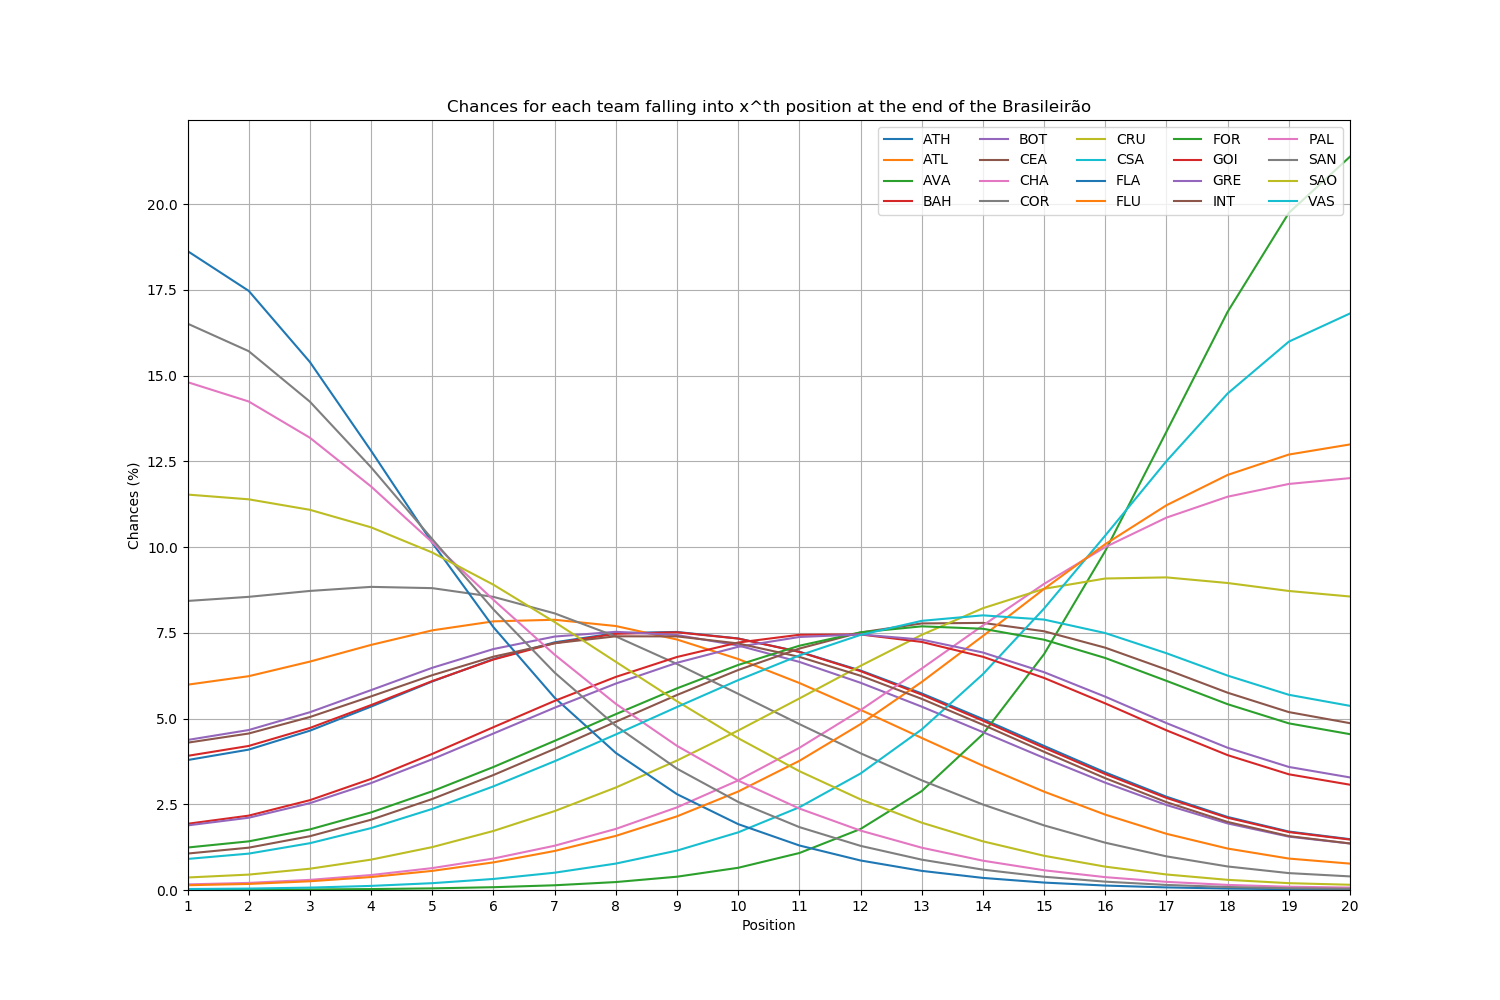 Chances for each team falling into x^th position at the end of the Brasileirão
ATH BOT CRU FOR PAL
ATL CEA CSA GOI SAN
AVA CHA FLA GRE SAO
BAH COR FLU INT VAS
20.0
17.5
15.0
12.5
10.0
7.5
5.0
2.5
0.0
Chances (%)
1 2 3 4 5 6 7 8 9 10 11 12 13 14 15 16 17 18 19 20
Position